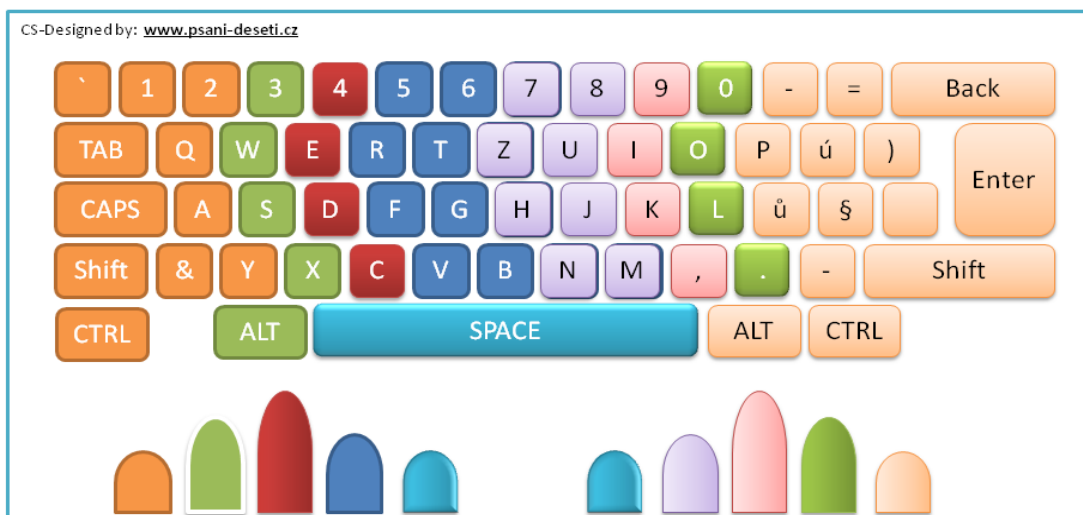 CS-Designed by: www.psani-deseti.cz
` 1 2 3 4 5 6 7 8 9 0 - = Back
TAB Q W E R T Z U I O P ú )
Enter
CAPS A S D F G H J K L ů §
Shift & Y X C V B N M , . - Shift
CTRL ALT SPACE ALT CTRL